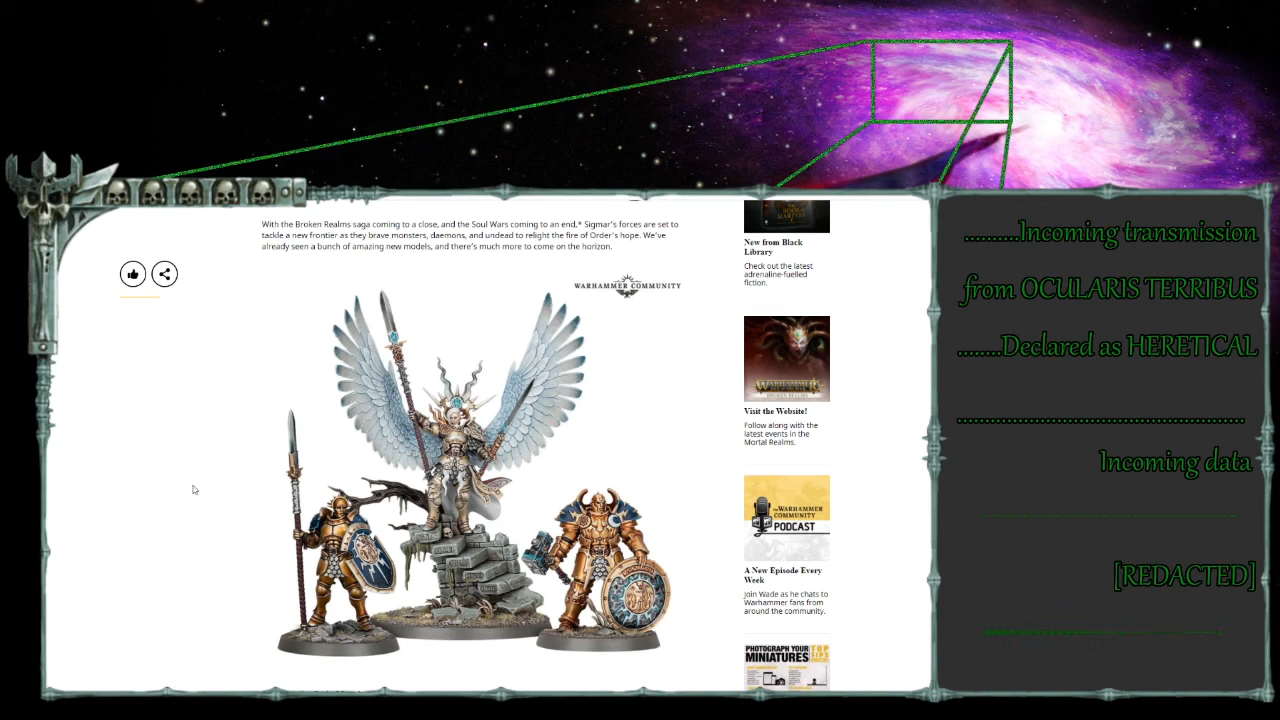 With the Broken Realms saga coming to a close, and the Soul Wars coming to an end,* Sigmar's forces are set to
tackle a new frontier as they brave monsters, daemons, and undead to relight the fire of Order's hope. We've
already seen a bunch of amazing new models, and there's much more to come on the horizon.
WARHAMMER COMMUNITY
New from Black
Library
Check out the latest
adrenaline-fuelled
fiction.
WARHAMMER
Visit the Website!
Follow along with the
latest events in the
Mortal Realms.
the WARHAMMER
COMMUNITY
PODCAST
A New Episode Every
Week
Join Wade as he chats to
Warhammer fans from
around the community.
PHOTOGRAPH YOUR
MINIATURES
TOP
..........Incoming transmission
from OCULARIS TERRIBUS
........Declared as HERETICAL
Incoming data
[REDACTED]